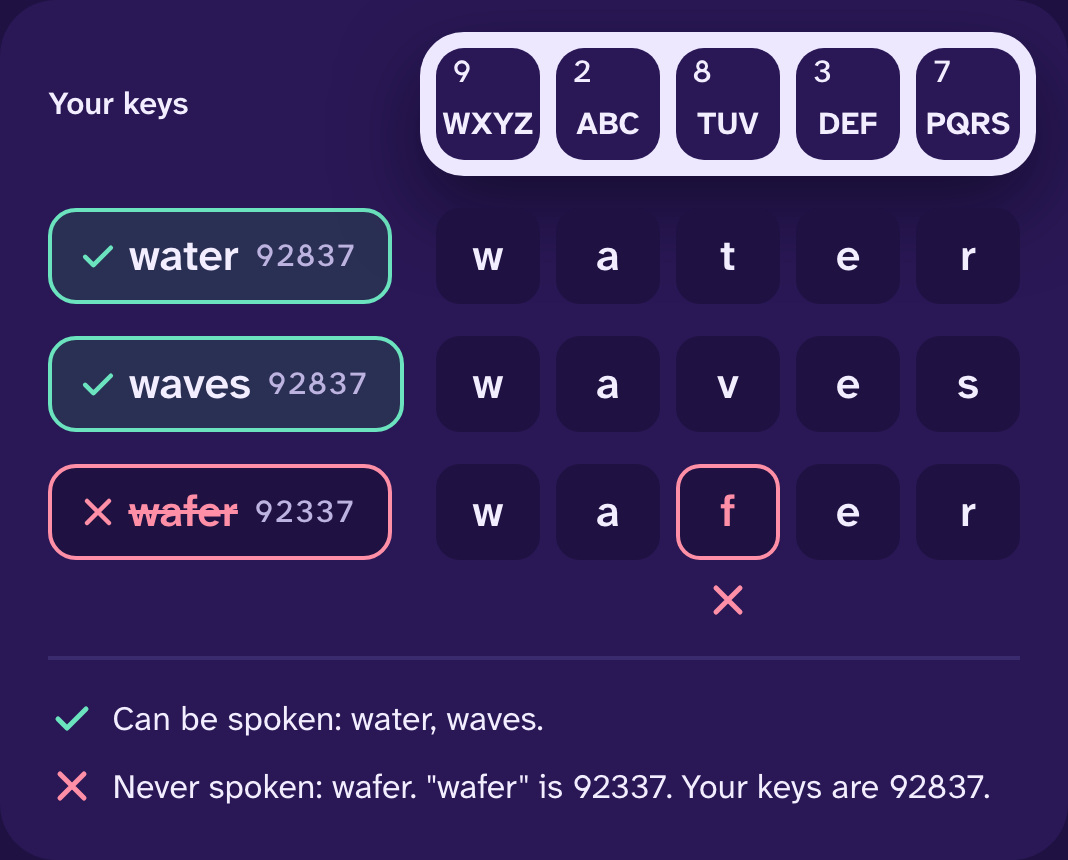 9 2 8 3 7
Your keys WXYZ ABC TUV DEF PQRS
water 92837 w a t e r
waves 92837 w a v e s
wafer 92337 w a f e r
Can be spoken: water, waves.
Never spoken: wafer. "wafer" is 92337. Your keys are 92837.